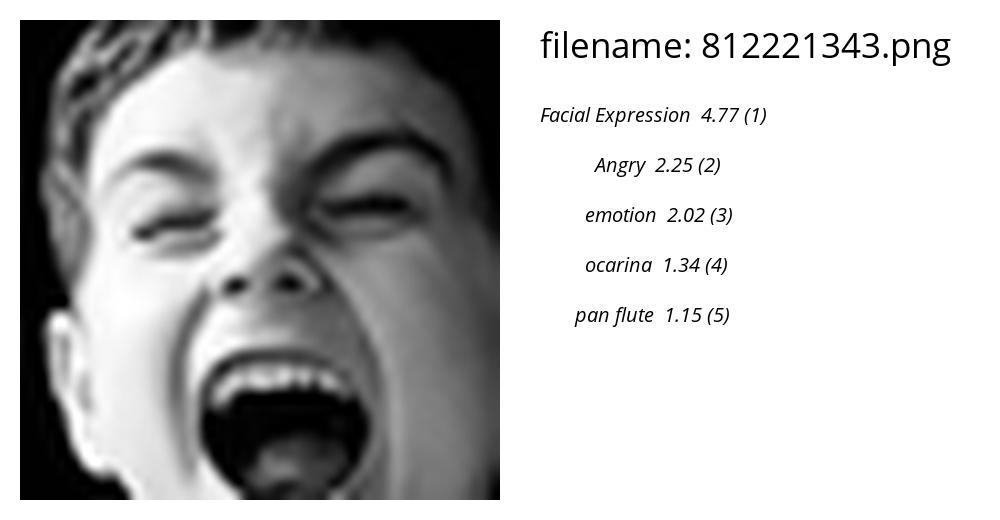 filename: 812221343.png
Facial Expression 4.77 (1)
Angry 2.25 (2)
emotion 2.02 (3)
ocarina 1.34 (4)
pan flute 1.15 (5)